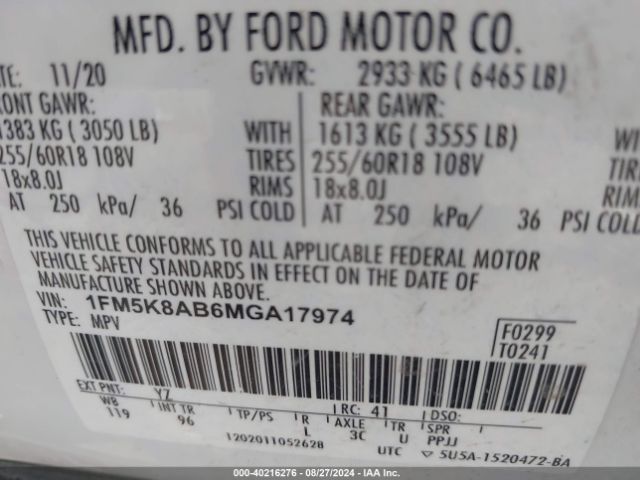 MFD. BY FORD MOTOR CO.
TE: 11/20 GVWR: 2933 KG ( 6465 LB)
ONT GAWR: REAR GAWR:
1383 KG ( 3050 LB) WITH 1613 KG ( 3555 LB) WIT
255/60R18 108V TIRES 255/60R18 108V TIRE
18x8.0J RIMS 18x8.0J RIMS
AT 250 kPa/ 36 PSI COLD AT 250 kPa/ 36 PSI COLD
THIS VEHICLE CONFORMS TO ALL APPLICABLE FEDERAL MOTOR
VEHICLE SAFETY STANDARDS IN EFFECT ON THE DATE OF
MANUFACTURE SHOWN ABOVE.
VIN: 1FM5K8AB6MGA17974
TYPE: MPV
F0299
T0241
EXT PNT: YZ RC: 41 DSO:
WB INT TR TP/PS R AXLE TR SPR
119 96 L 3C U PPJJ
1202011052628 UTC ▽ 5U5A-1520472-BA
000-40216276 - 08/27/2024 - IAA, Inc.